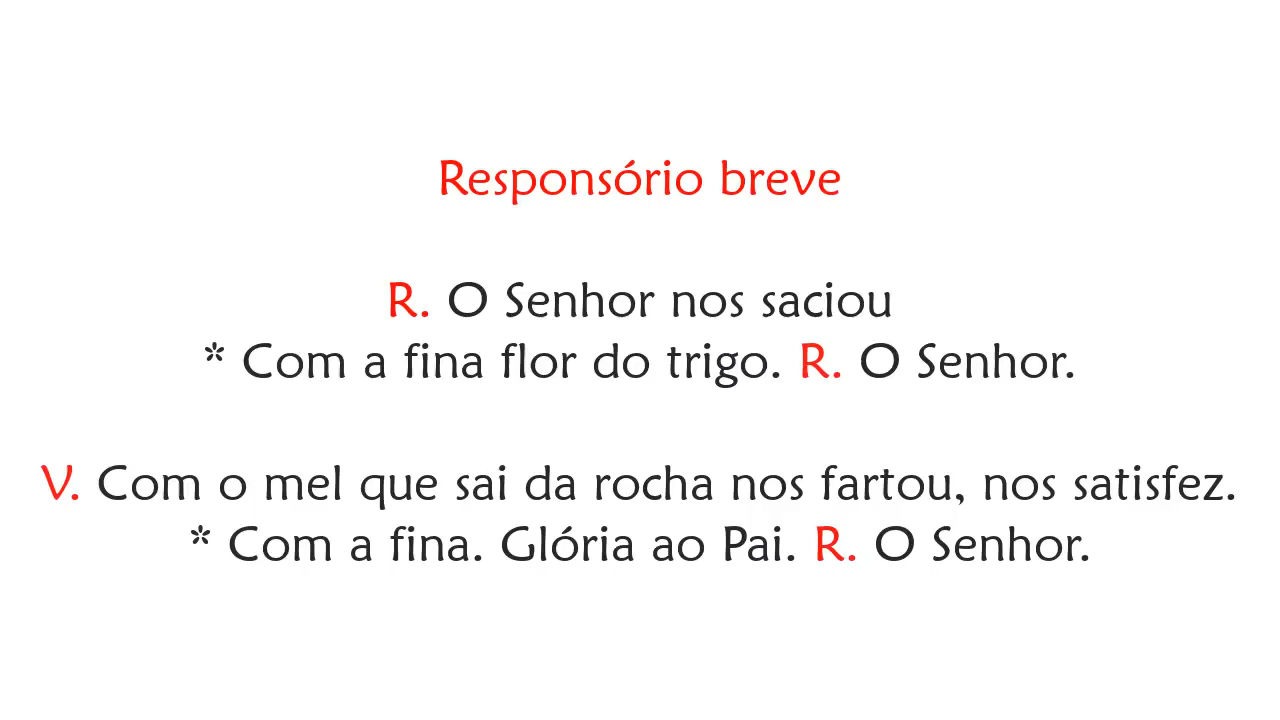 Responsório breve
R. O Senhor nos saciou
* Com a fina flor do trigo. R. O Senhor.
V. Com o mel que sai da rocha nos fartou, nos satisfez.
* Com a fina. Glória ao Pai. R. O Senhor.